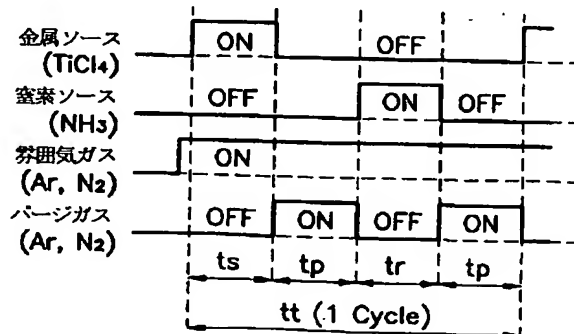 金属ソース ON OFF
(TiCl4)
窒素ソース OFF ON OFF
(NH3)
雰囲気ガス ON
(Ar, N2)
パージガス OFF ON OFF ON
(Ar, N2)
ts tp tr tp
tt (1 Cycle)